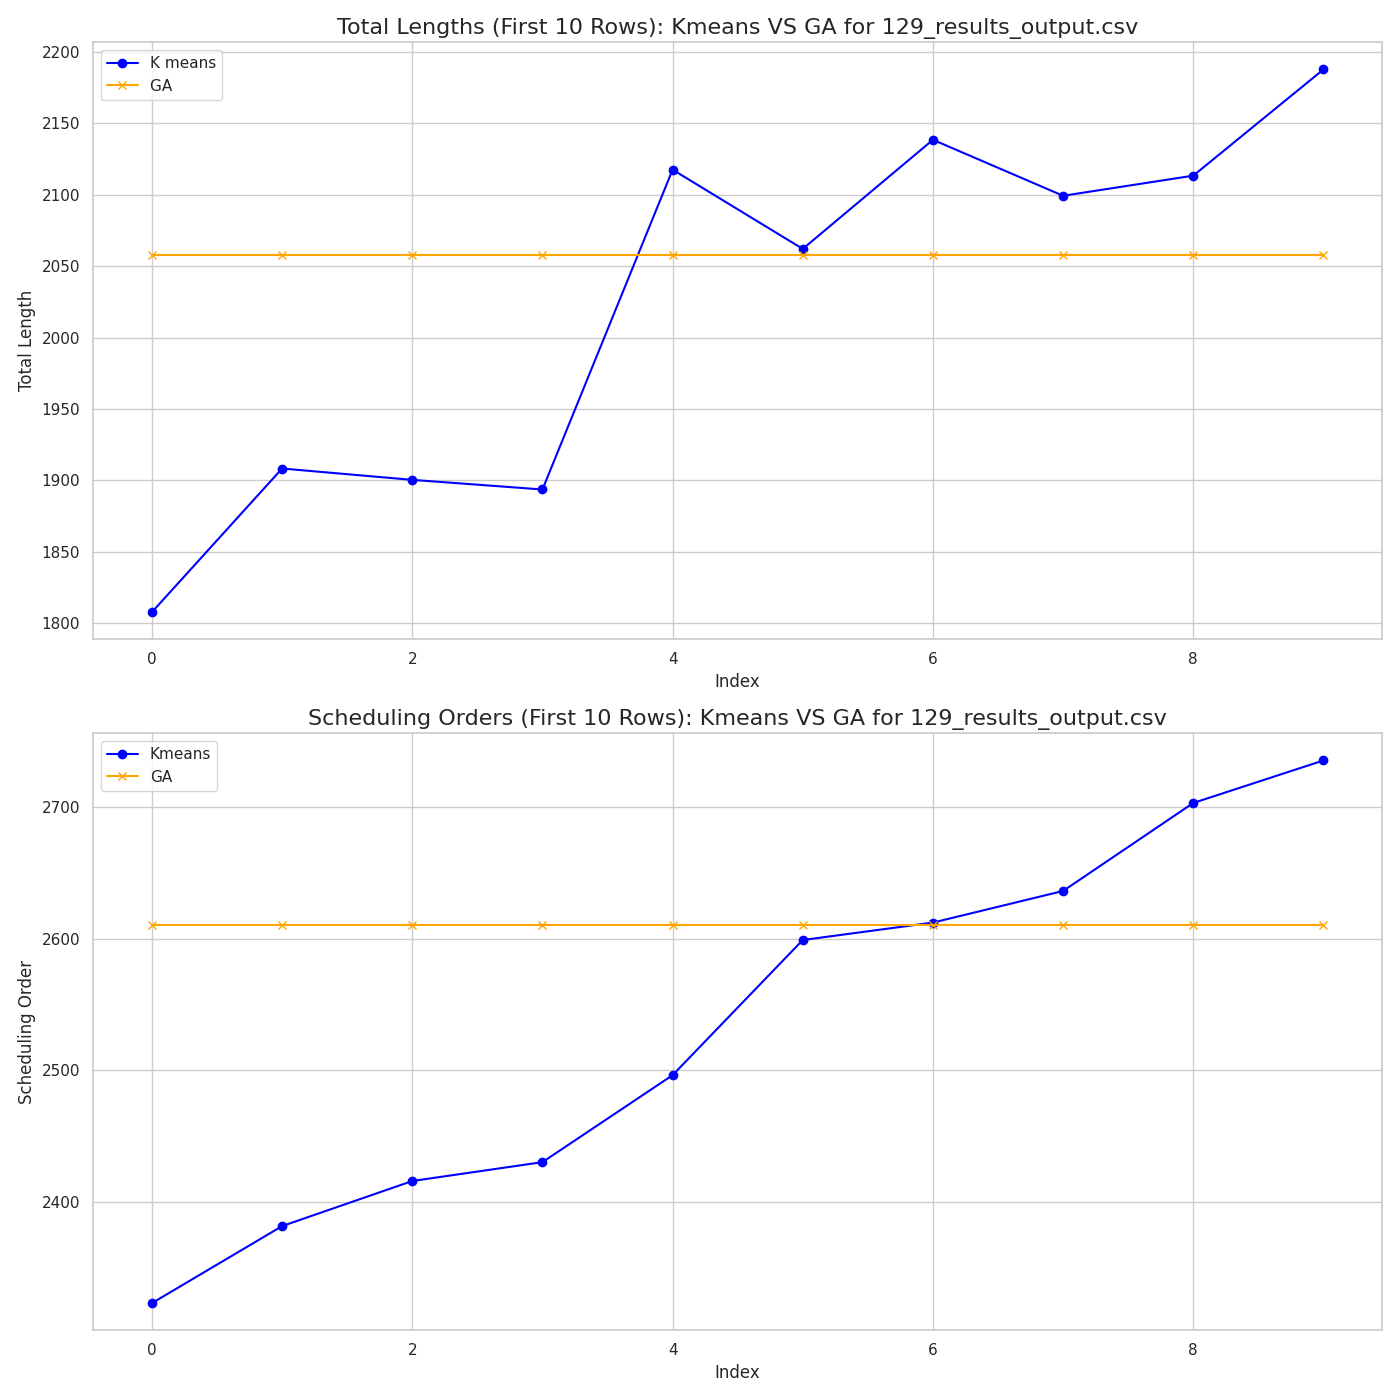 Total Lengths (First 10 Rows): Kmeans VS GA for 129_results_output.csv
K means
GA
2200
2150
2100
2050
2000
1950
1900
1850
1800
Total Length
0 2 4 6 8
Index
Scheduling Orders (First 10 Rows): Kmeans VS GA for 129_results_output.csv
Kmeans
GA
2700
2600
2500
2400
Scheduling Order
0 2 4 6 8
Index